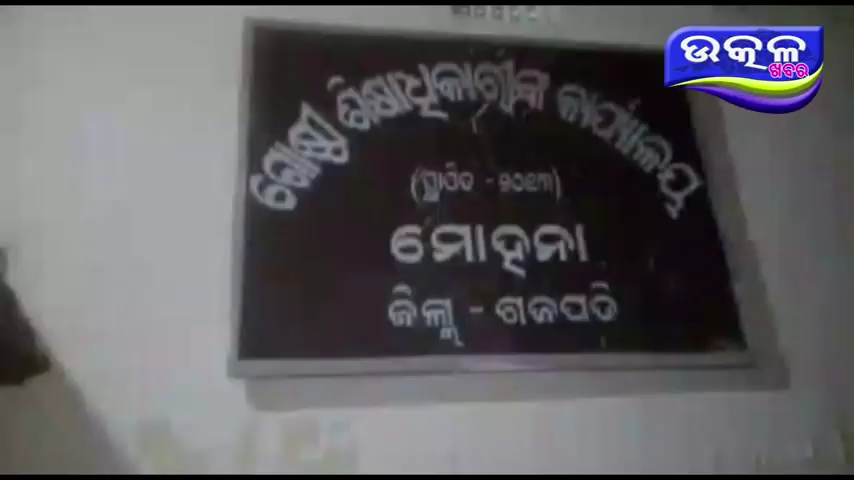 ଉତ୍କଳ
ଖବର
ଗୋଷ୍ଠୀ ଶିକ୍ଷାଧିକାରୀଙ୍କ କାର୍ଯ୍ୟାଳୟ
(ସ୍ଥାପିତ -
ମୋହନା
ଜିଲ୍ଲା - ଗଜପତି